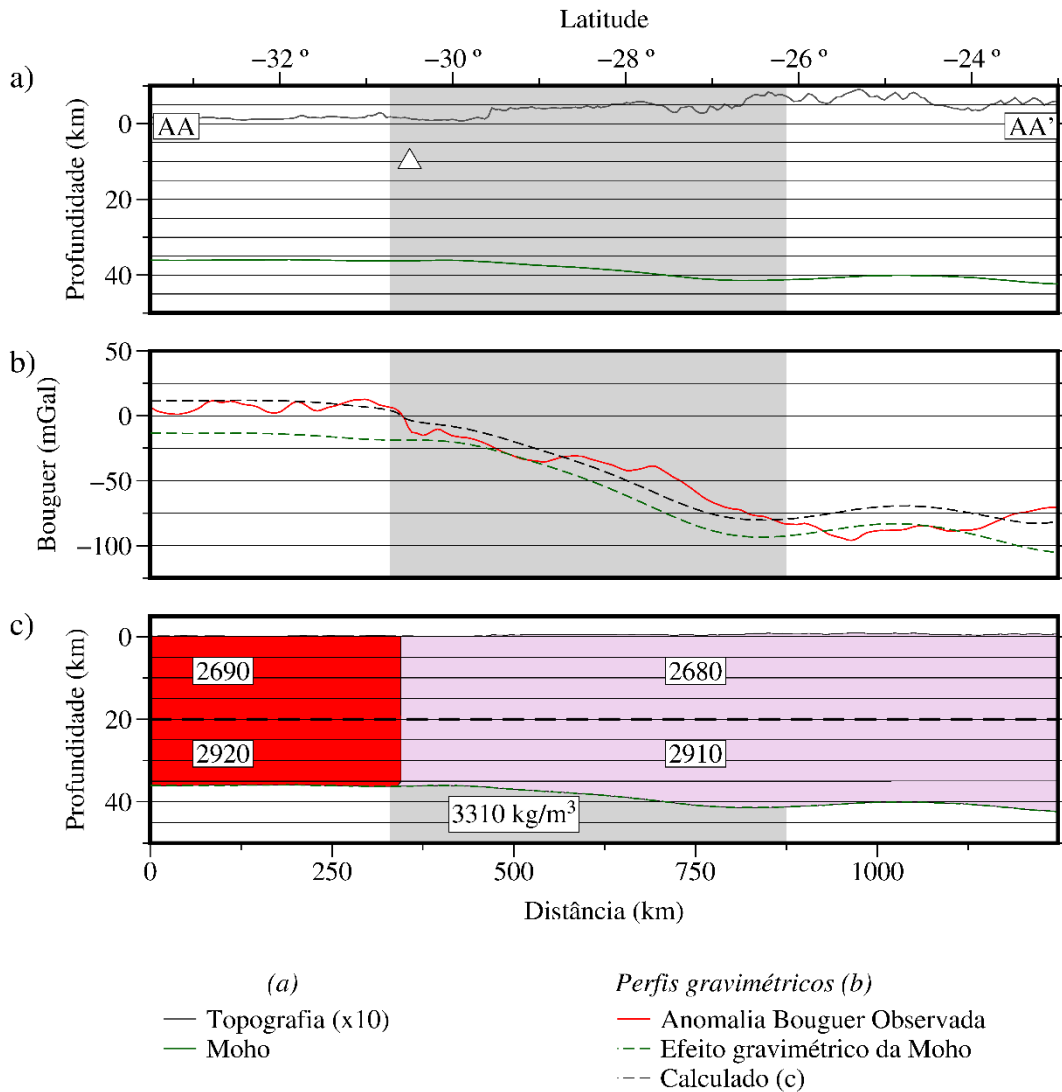 Latitude
−32 º −30 º −28 º −26 º −24 º
a)
Profundidade (km)
0
20
40
AA
AA’
b)
Bouguer (mGal)
50
0
−50
−100
c)
Profundidade (km)
0
20
40
2690
2680
2920
2910
3310 kg/m³
0 250 500 750 1000
Distância (km)
(a)
Topografia (x10)
Moho
Perfis gravimétricos (b)
Anomalia Bouguer Observada
Efeito gravimétrico da Moho
Calculado (c)